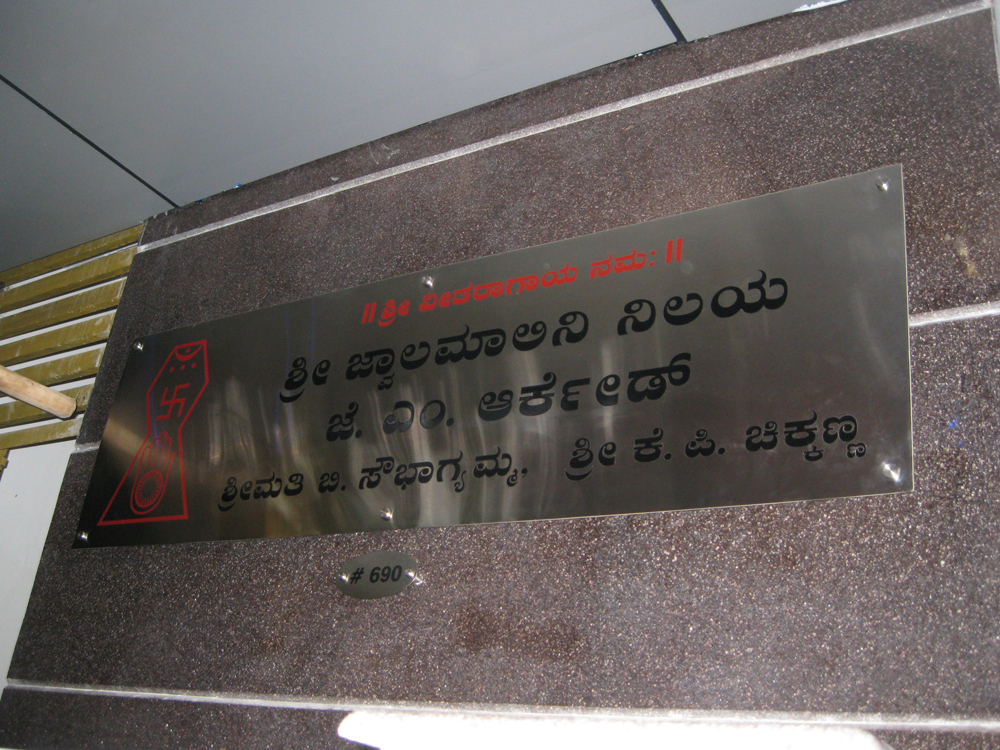 ॥ ಶ್ರೀ ವೀತರಾಗಾಯ ನಮ: ॥
ಶ್ರೀ ಜ್ವಾಲಮಾಲಿನಿ ನಿಲಯ
ಜೆ. ಎಂ. ಆರ್ಕೇಡ್
ಶ್ರೀಮತಿ ಬಿ. ಸೌಭಾಗ್ಯಮ್ಮ, ಶ್ರೀ ಕೆ. ಪಿ. ಚಿಕ್ಕಣ್ಣ
# 690